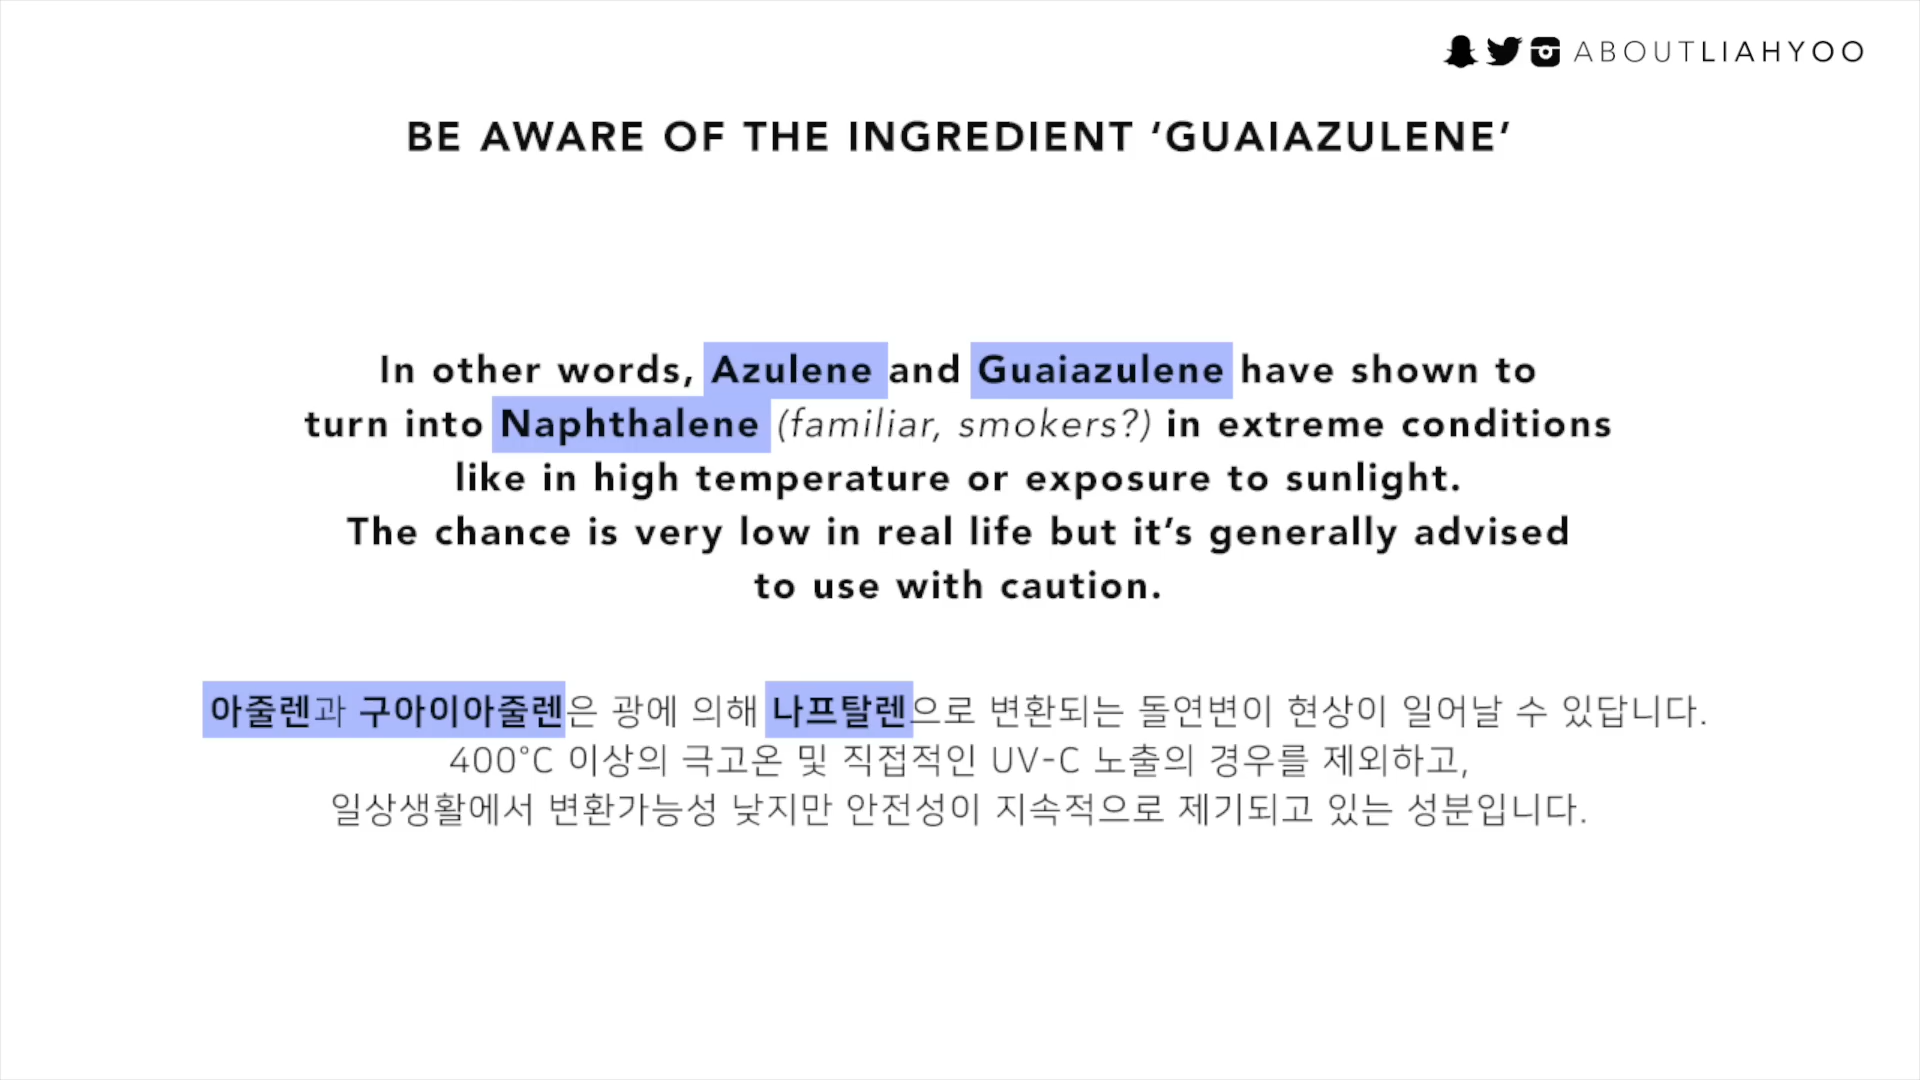 ABOUTLIAHYOO
BE AWARE OF THE INGREDIENT ‘GUAIAZULENE’
In other words, Azulene and Guaiazulene have shown to
turn into Naphthalene (familiar, smokers?) in extreme conditions
like in high temperature or exposure to sunlight.
The chance is very low in real life but it’s generally advised
to use with caution.
아줄렌과 구아이아줄렌은 광에 의해 나프탈렌으로 변환되는 돌연변이 현상이 일어날 수 있답니다.
400°C 이상의 극고온 및 직접적인 UV-C 노출의 경우를 제외하고,
일상생활에서 변환가능성 낮지만 안전성이 지속적으로 제기되고 있는 성분입니다.